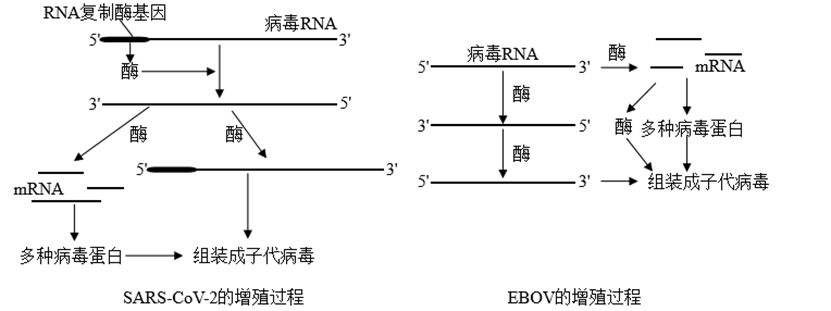 RNA复制酶基因
病毒RNA
5'
3'
酶
3'
5'
酶
酶
mRNA
5'
3'
多种病毒蛋白
组装成子代病毒
SARS-CoV-2的增殖过程
病毒RNA
5'
3'
酶
mRNA
酶
3'
5'
酶
多种病毒蛋白
酶
5'
3'
组装成子代病毒
EBOV的增殖过程